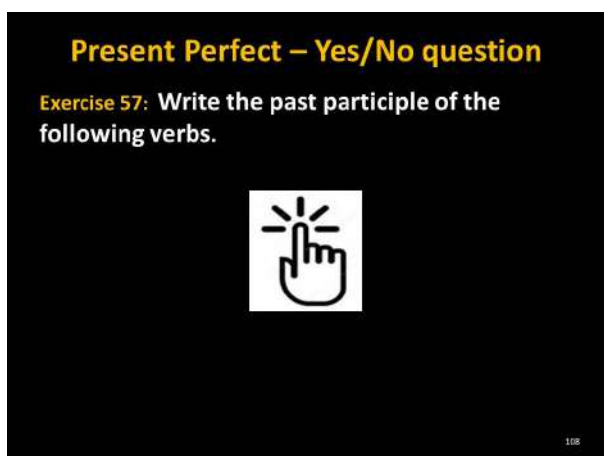 Present Perfect – Yes/No question
Exercise 57: Write the past participle of the
following verbs.
108